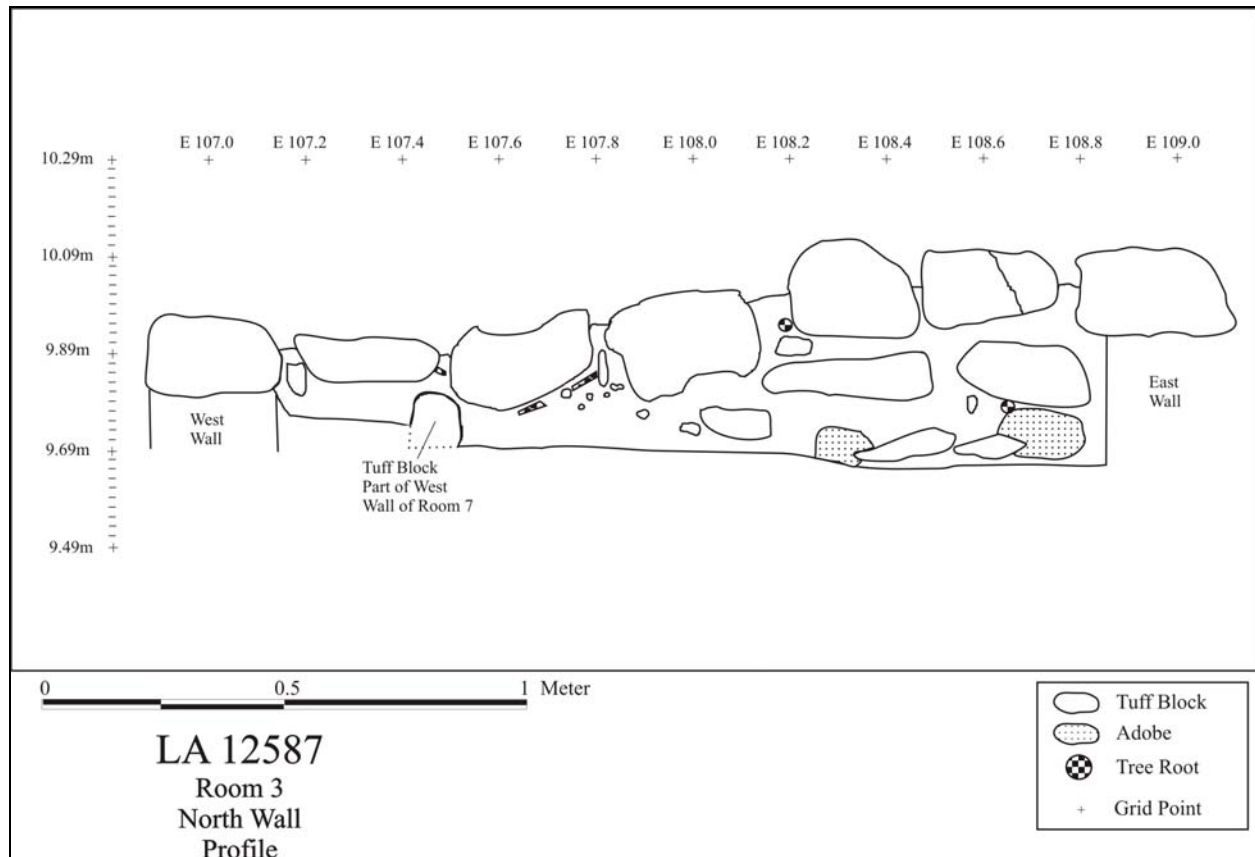 E 107.0 E 107.2 E 107.4 E 107.6 E 107.8 E 108.0 E 108.2 E 108.4 E 108.6 E 108.8 E 109.0
10.29m
10.09m
9.89m
9.69m
9.49m
West
Wall
East
Wall
Tuff Block
Part of West
Wall of Room 7
0 0.5 1 Meter
LA 12587
Room 3
North Wall
Profile
Tuff Block
Adobe
Tree Root
Grid Point